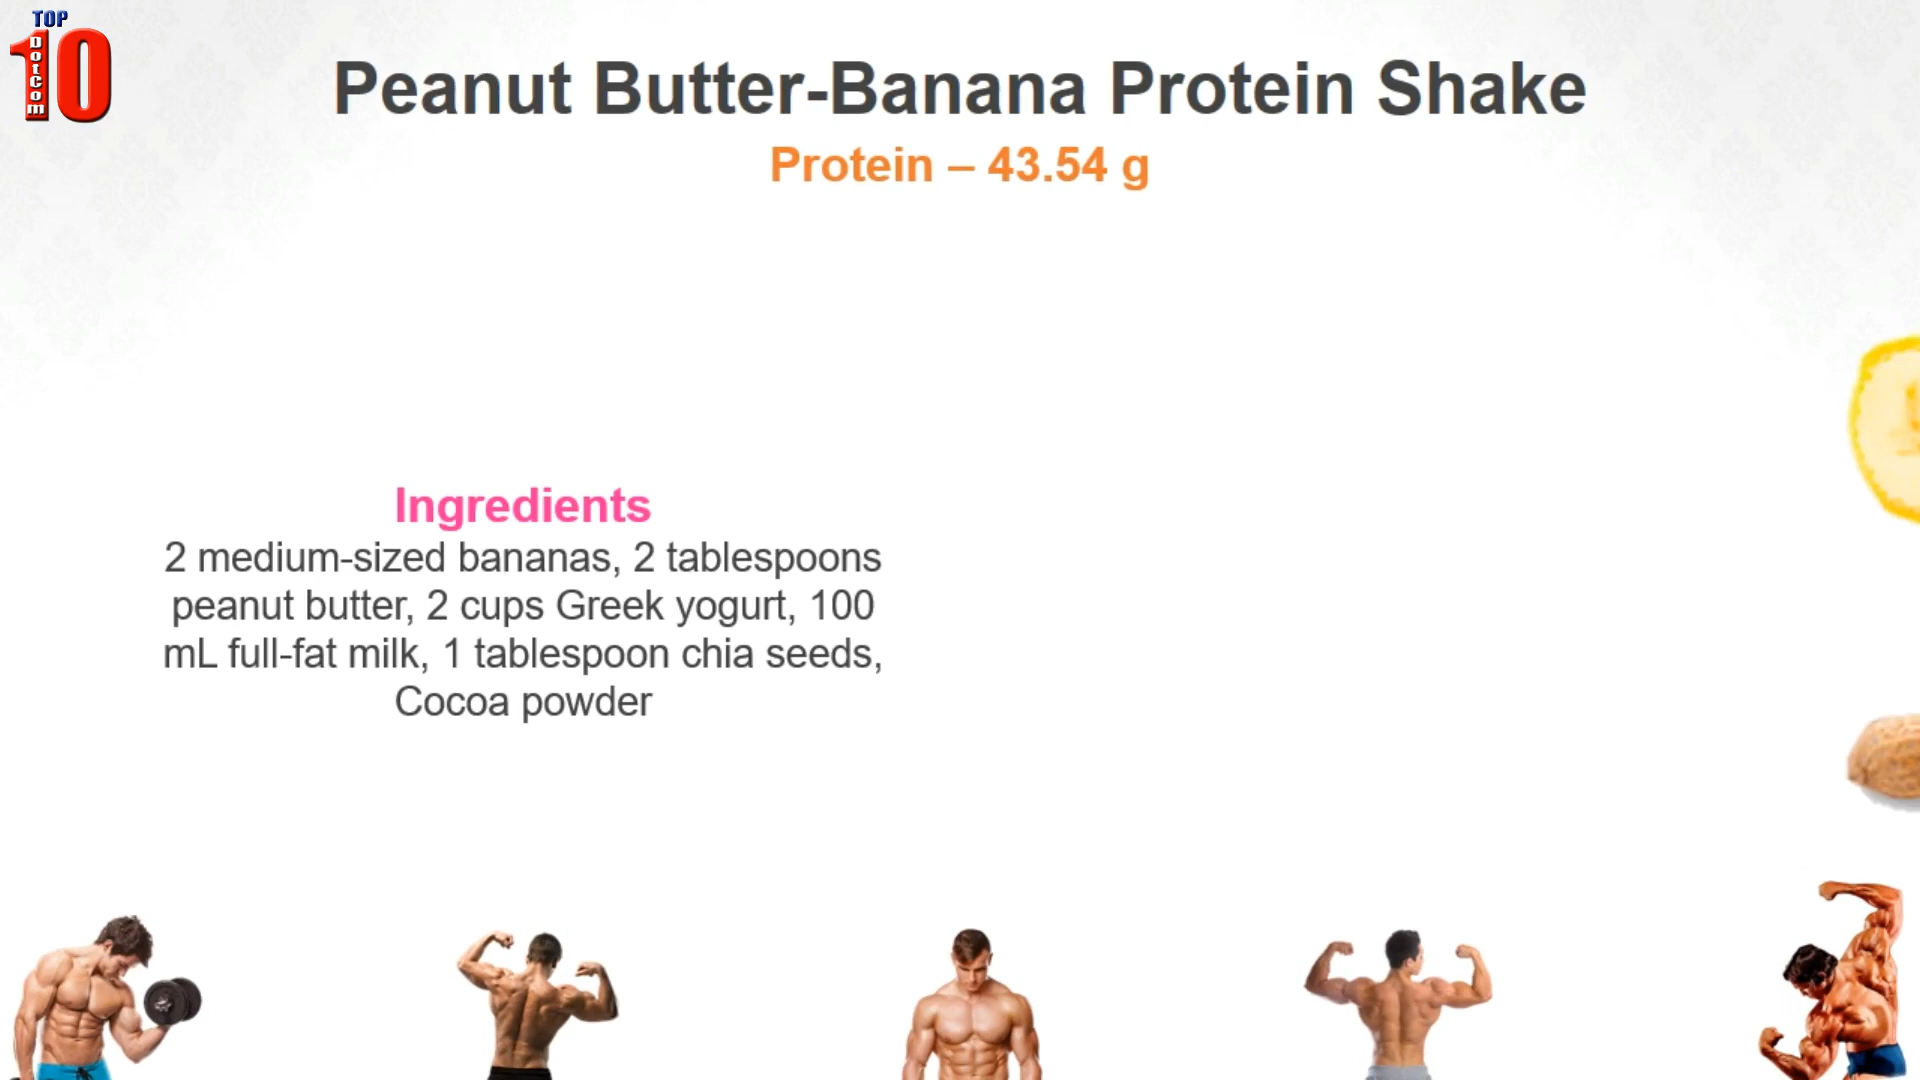 TOP
10
DotCom
Peanut Butter-Banana Protein Shake
Protein – 43.54 g
Ingredients
2 medium-sized bananas, 2 tablespoons
peanut butter, 2 cups Greek yogurt, 100
mL full-fat milk, 1 tablespoon chia seeds,
Cocoa powder